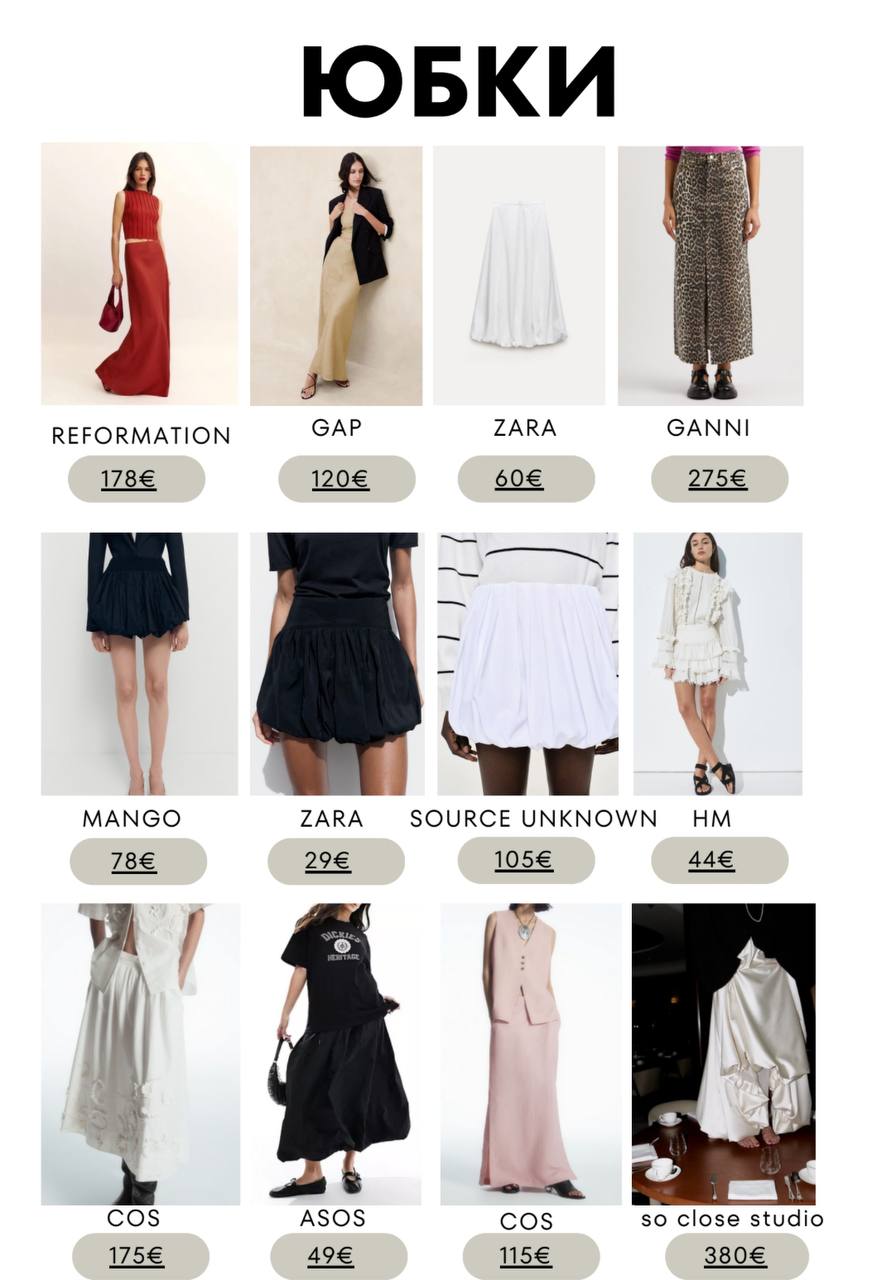 ЮБКИ
REFORMATION GAP ZARA GANNI
178€ 120€ 60€ 275€
MANGO ZARA SOURCE UNKNOWN HM
78€ 29€ 105€ 44€
DICKIES
HERITAGE
COS ASOS COS so close studio
175€ 49€ 115€ 380€